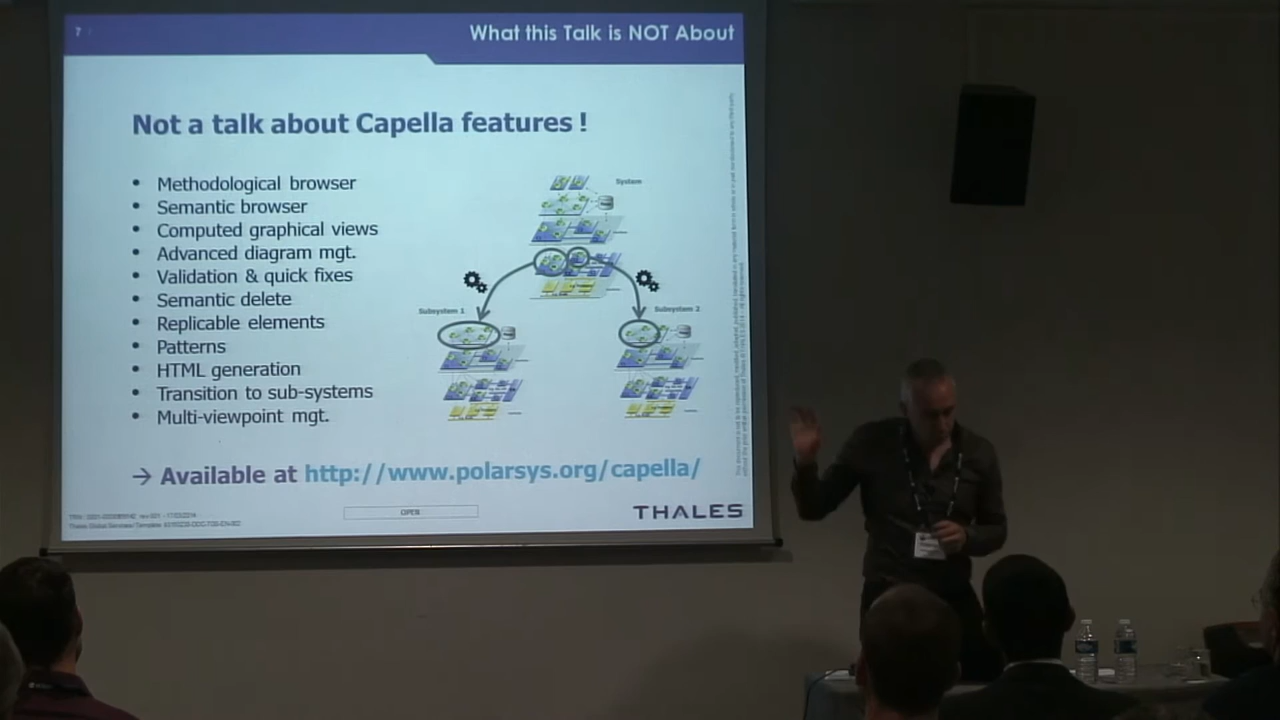 7
What this Talk is NOT About
Not a talk about Capella features !
• Methodological browser
• Semantic browser
• Computed graphical views
• Advanced diagram mgt.
• Validation & quick fixes
• Semantic delete
• Replicable elements
• Patterns
• HTML generation
• Transition to sub-systems
• Multi-viewpoint mgt.
System
Subsystem 1
Subsystem 2
→ Available at http://www.polarsys.org/capella/
OPEN
THALES